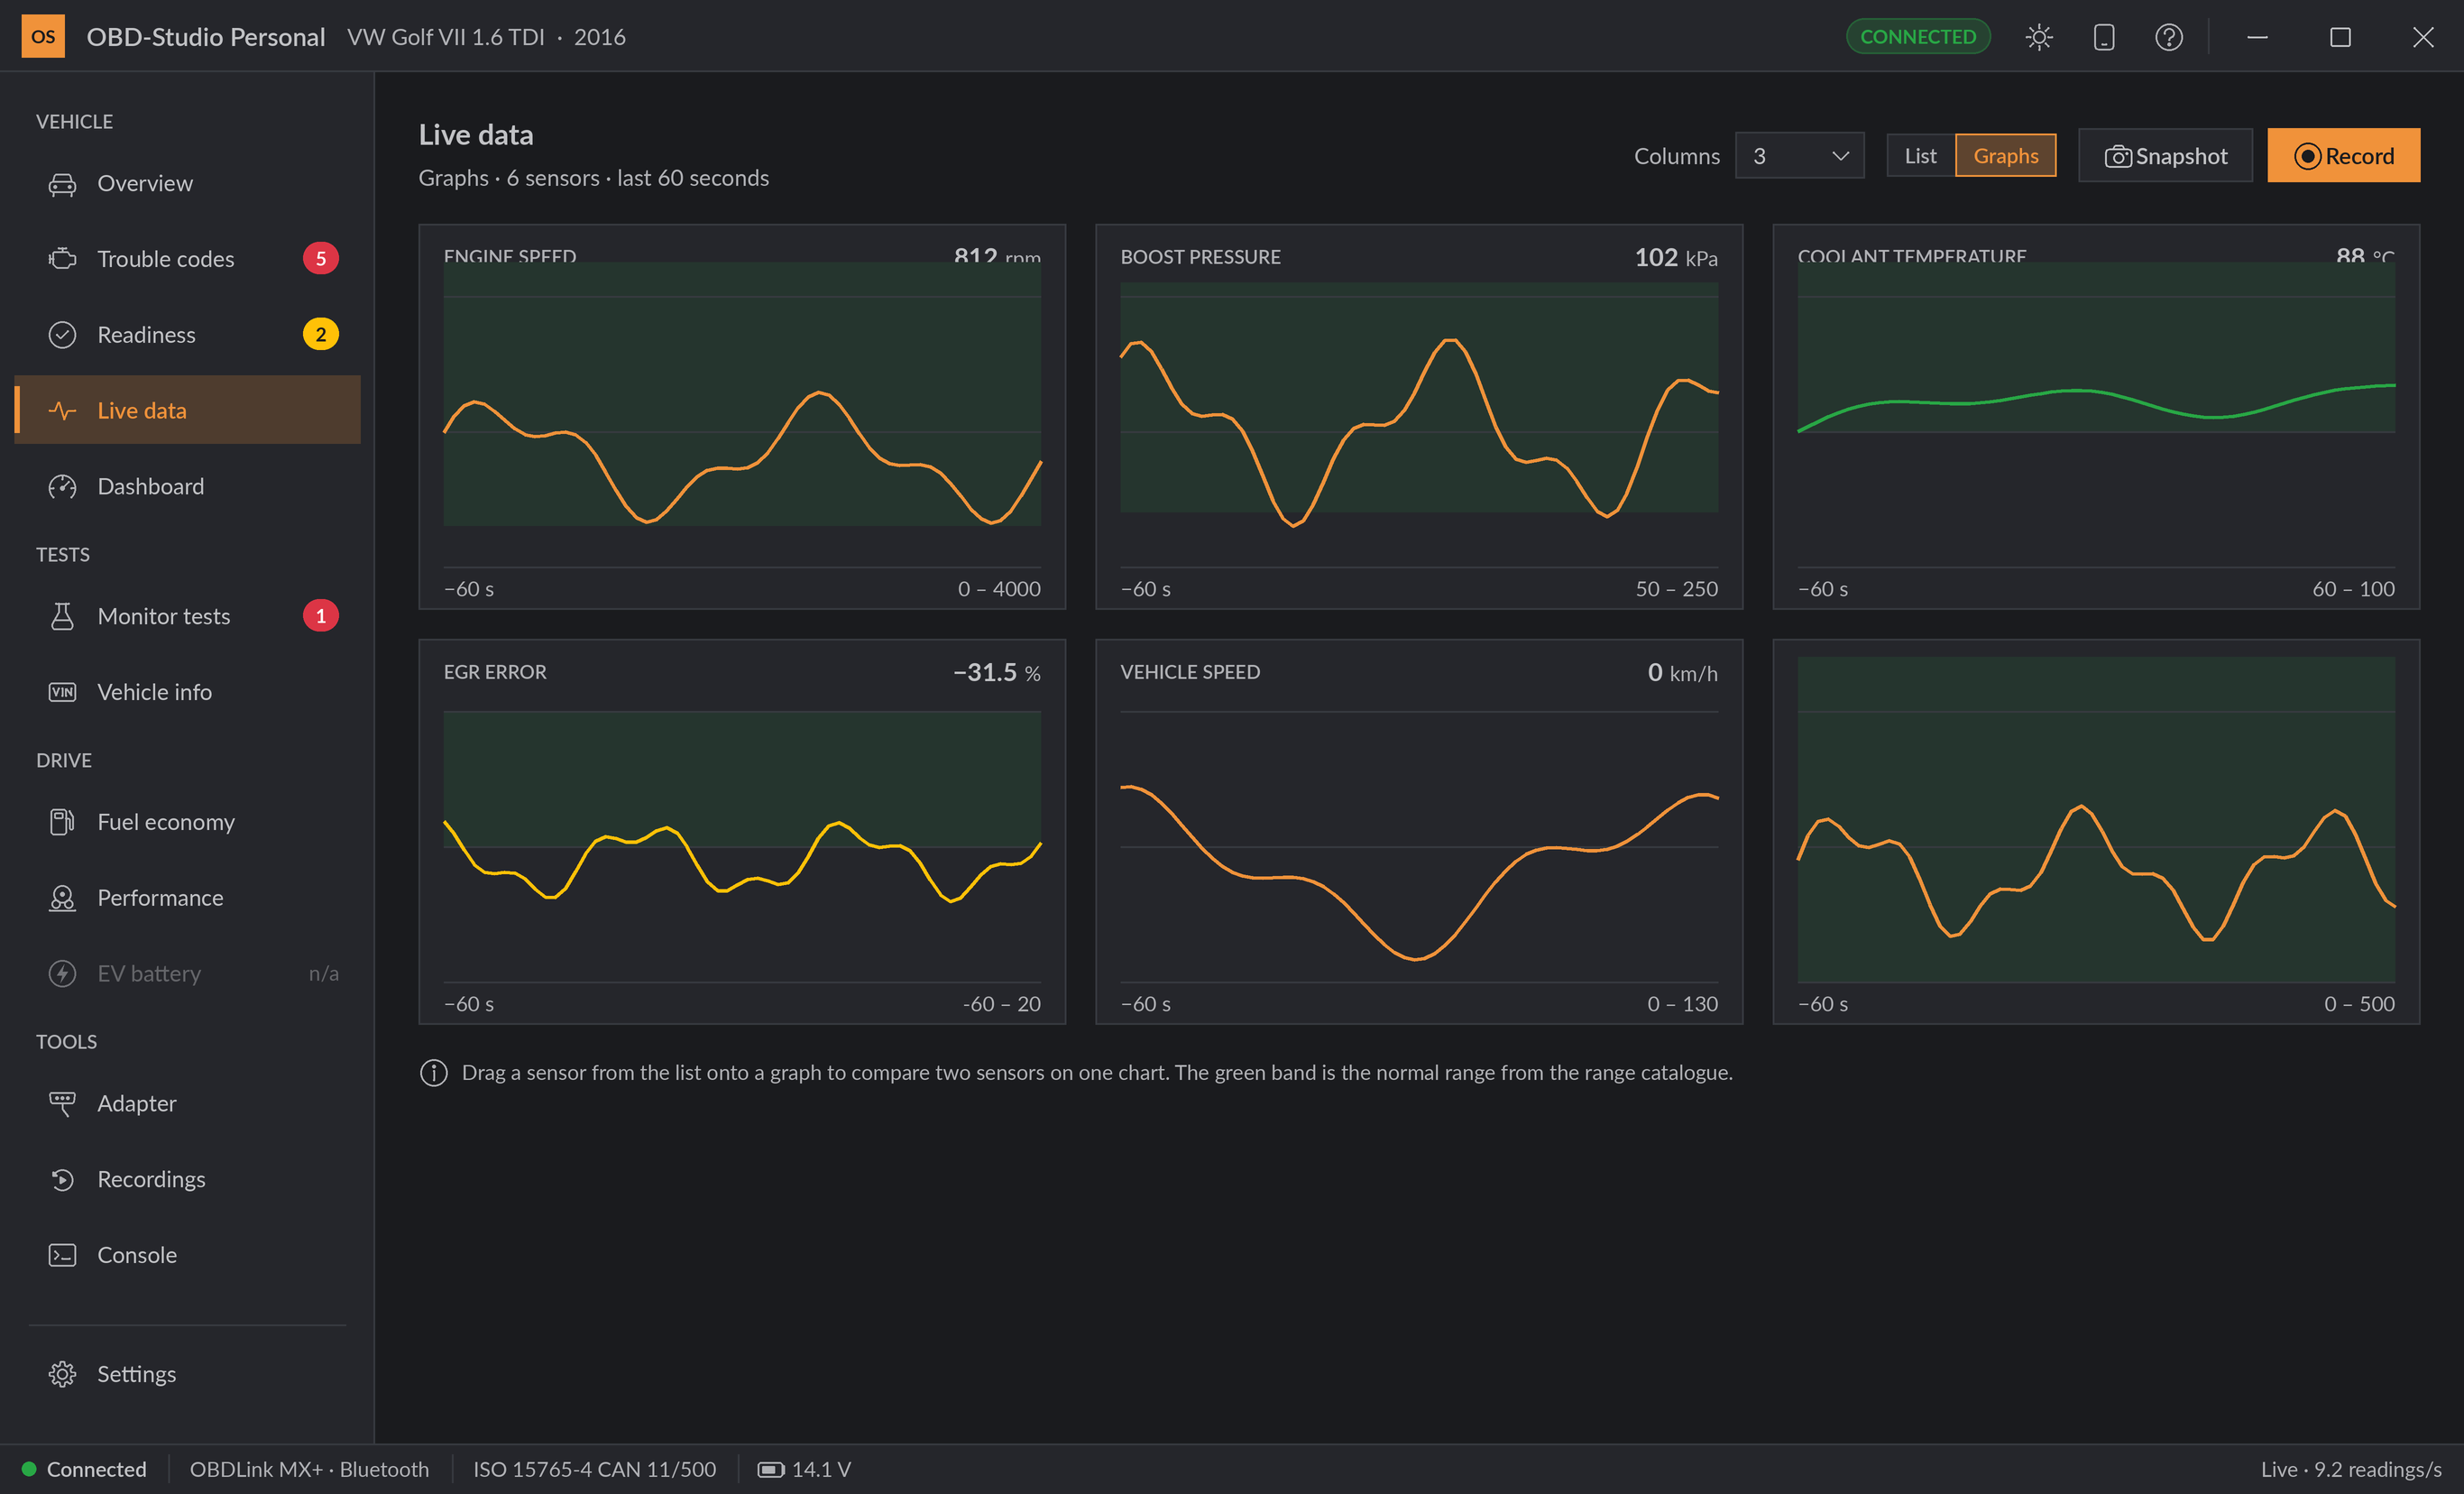 OS OBD-Studio Personal VW Golf VII 1.6 TDI · 2016 CONNECTED
VEHICLE
Overview
Trouble codes 5
Readiness 2
Live data
Dashboard
TESTS
Monitor tests 1
VIN Vehicle info
DRIVE
Fuel economy
Performance
EV battery n/a
TOOLS
Adapter
Recordings
Console
Settings
Live data
Graphs · 6 sensors · last 60 seconds
Columns 3 List Graphs Snapshot Record
ENGINE SPEED 812 rpm
−60 s 0 – 4000
BOOST PRESSURE 102 kPa
−60 s 50 – 250
COOLANT TEMPERATURE 88 °C
−60 s 60 – 100
EGR ERROR −31.5 %
−60 s -60 – 20
VEHICLE SPEED 0 km/h
−60 s 0 – 130
−60 s 0 – 500
Drag a sensor from the list onto a graph to compare two sensors on one chart. The green band is the normal range from the range catalogue.
Connected OBDLink MX+ · Bluetooth ISO 15765-4 CAN 11/500 14.1 V Live · 9.2 readings/s